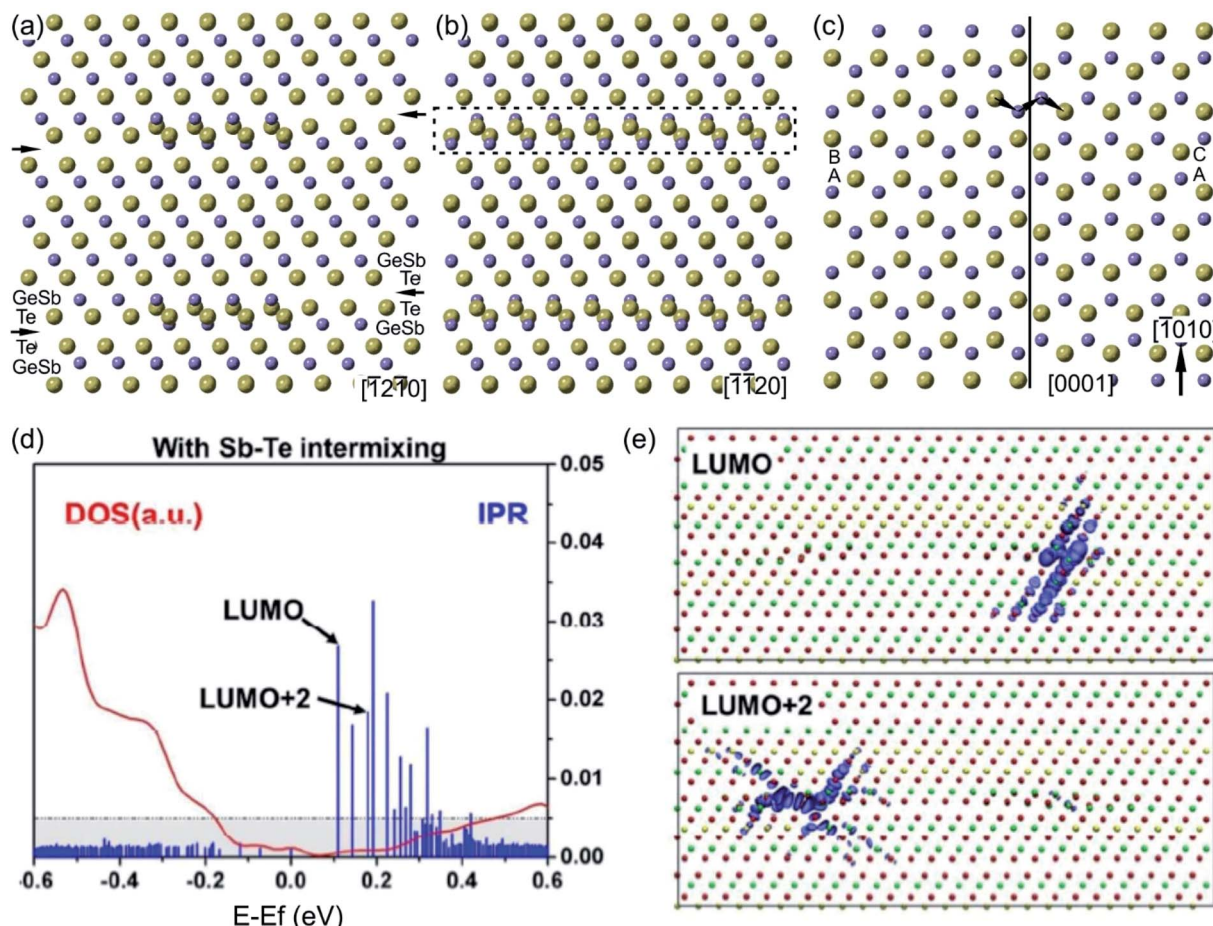 (a)
GeSb
Te
Te
GeSb
GeSb
Te
Te
GeSb
[1̄21̄0]
(b)
[1̄1̄20]
(c)
B
A
C
A
[1̄010]
[0001]
(d)
With Sb-Te intermixing
DOS(a.u.)
IPR
LUMO
LUMO+2
0.05
0.04
0.03
0.02
0.01
0.00
-0.6 -0.4 -0.2 0.0 0.2 0.4 0.6
E-Ef (eV)
(e)
LUMO
LUMO+2